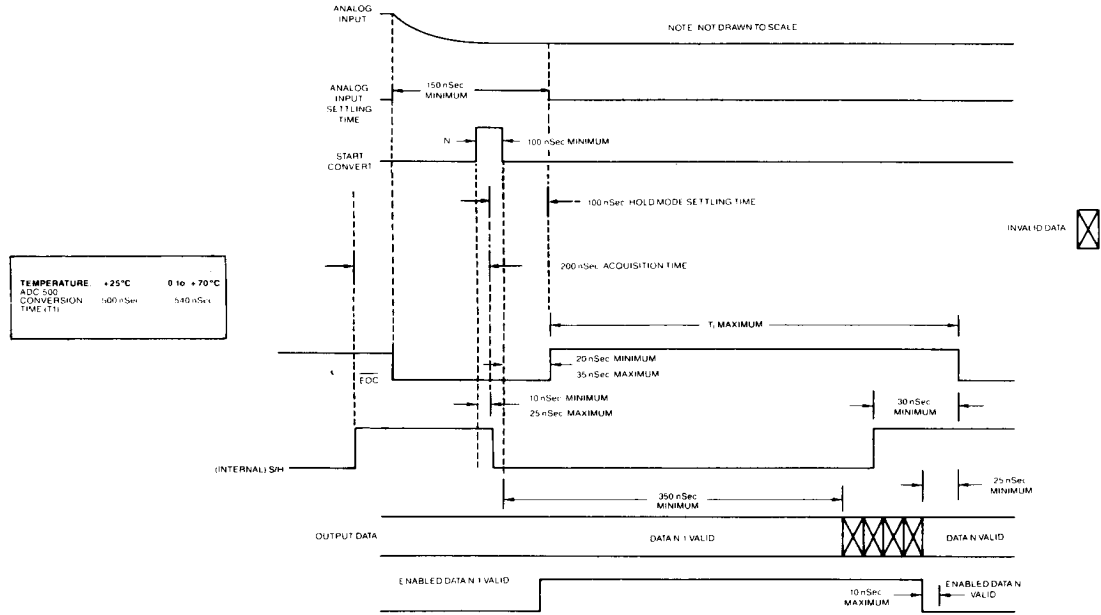 ANALOG
INPUT
NOTE: NOT DRAWN TO SCALE
ANALOG
INPUT
SETTLING
TIME
150 nSec
MINIMUM
N
100 nSec MINIMUM
START
CONVERT
100 nSec HOLD MODE SETTLING TIME
INVALID DATA
200 nSec ACQUISITION TIME
TEMPERATURE +25°C 0 to +70°C
ADC 500
CONVERSION 500 nSec 540 nSec
TIME (T1)
T1 MAXIMUM
20 nSec MINIMUM
35 nSec MAXIMUM
EOC
10 nSec MINIMUM
25 nSec MAXIMUM
30 nSec
MINIMUM
(INTERNAL) S/H
25 nSec
MINIMUM
350 nSec
MINIMUM
OUTPUT DATA
DATA N 1 VALID
DATA N VALID
ENABLED DATA N 1 VALID
10 nSec
MAXIMUM
ENABLED DATA N
VALID